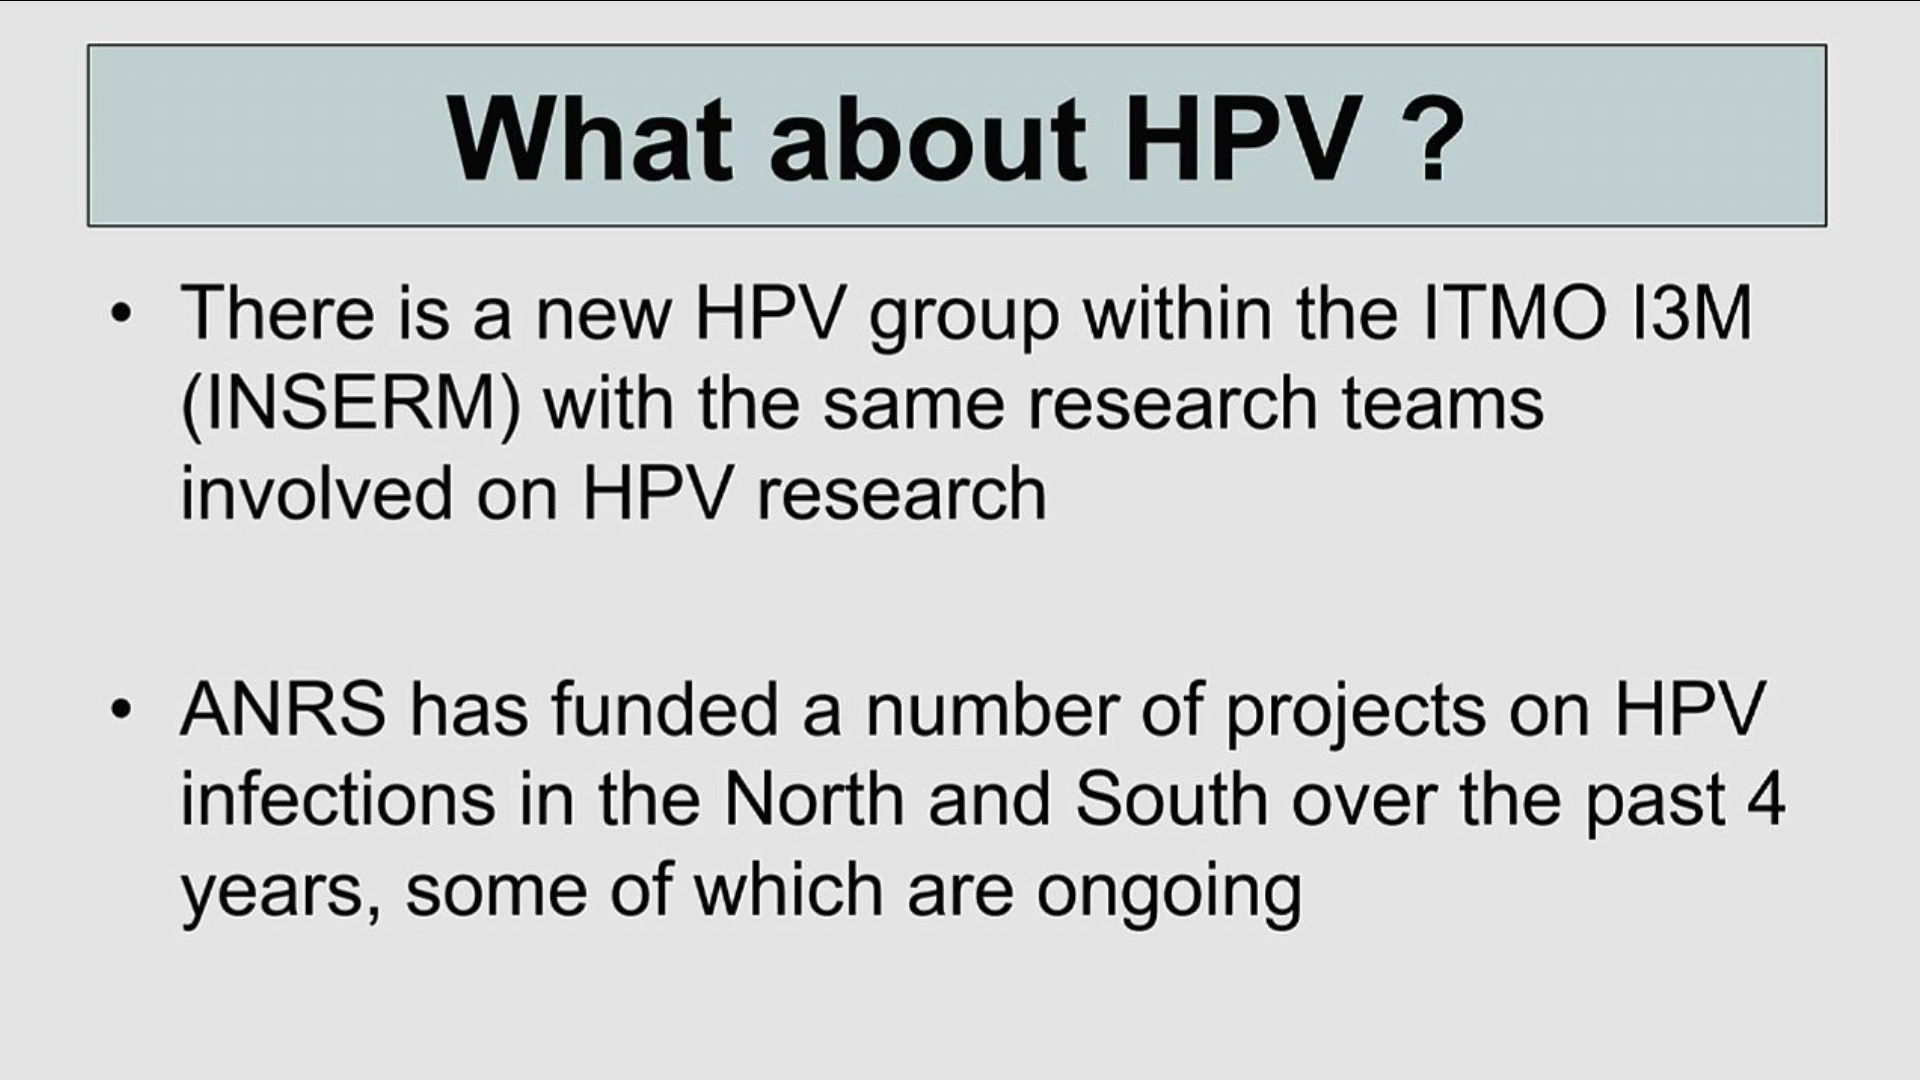 What about HPV ?
• There is a new HPV group within the ITMO I3M
(INSERM) with the same research teams
involved on HPV research
• ANRS has funded a number of projects on HPV
infections in the North and South over the past 4
years, some of which are ongoing